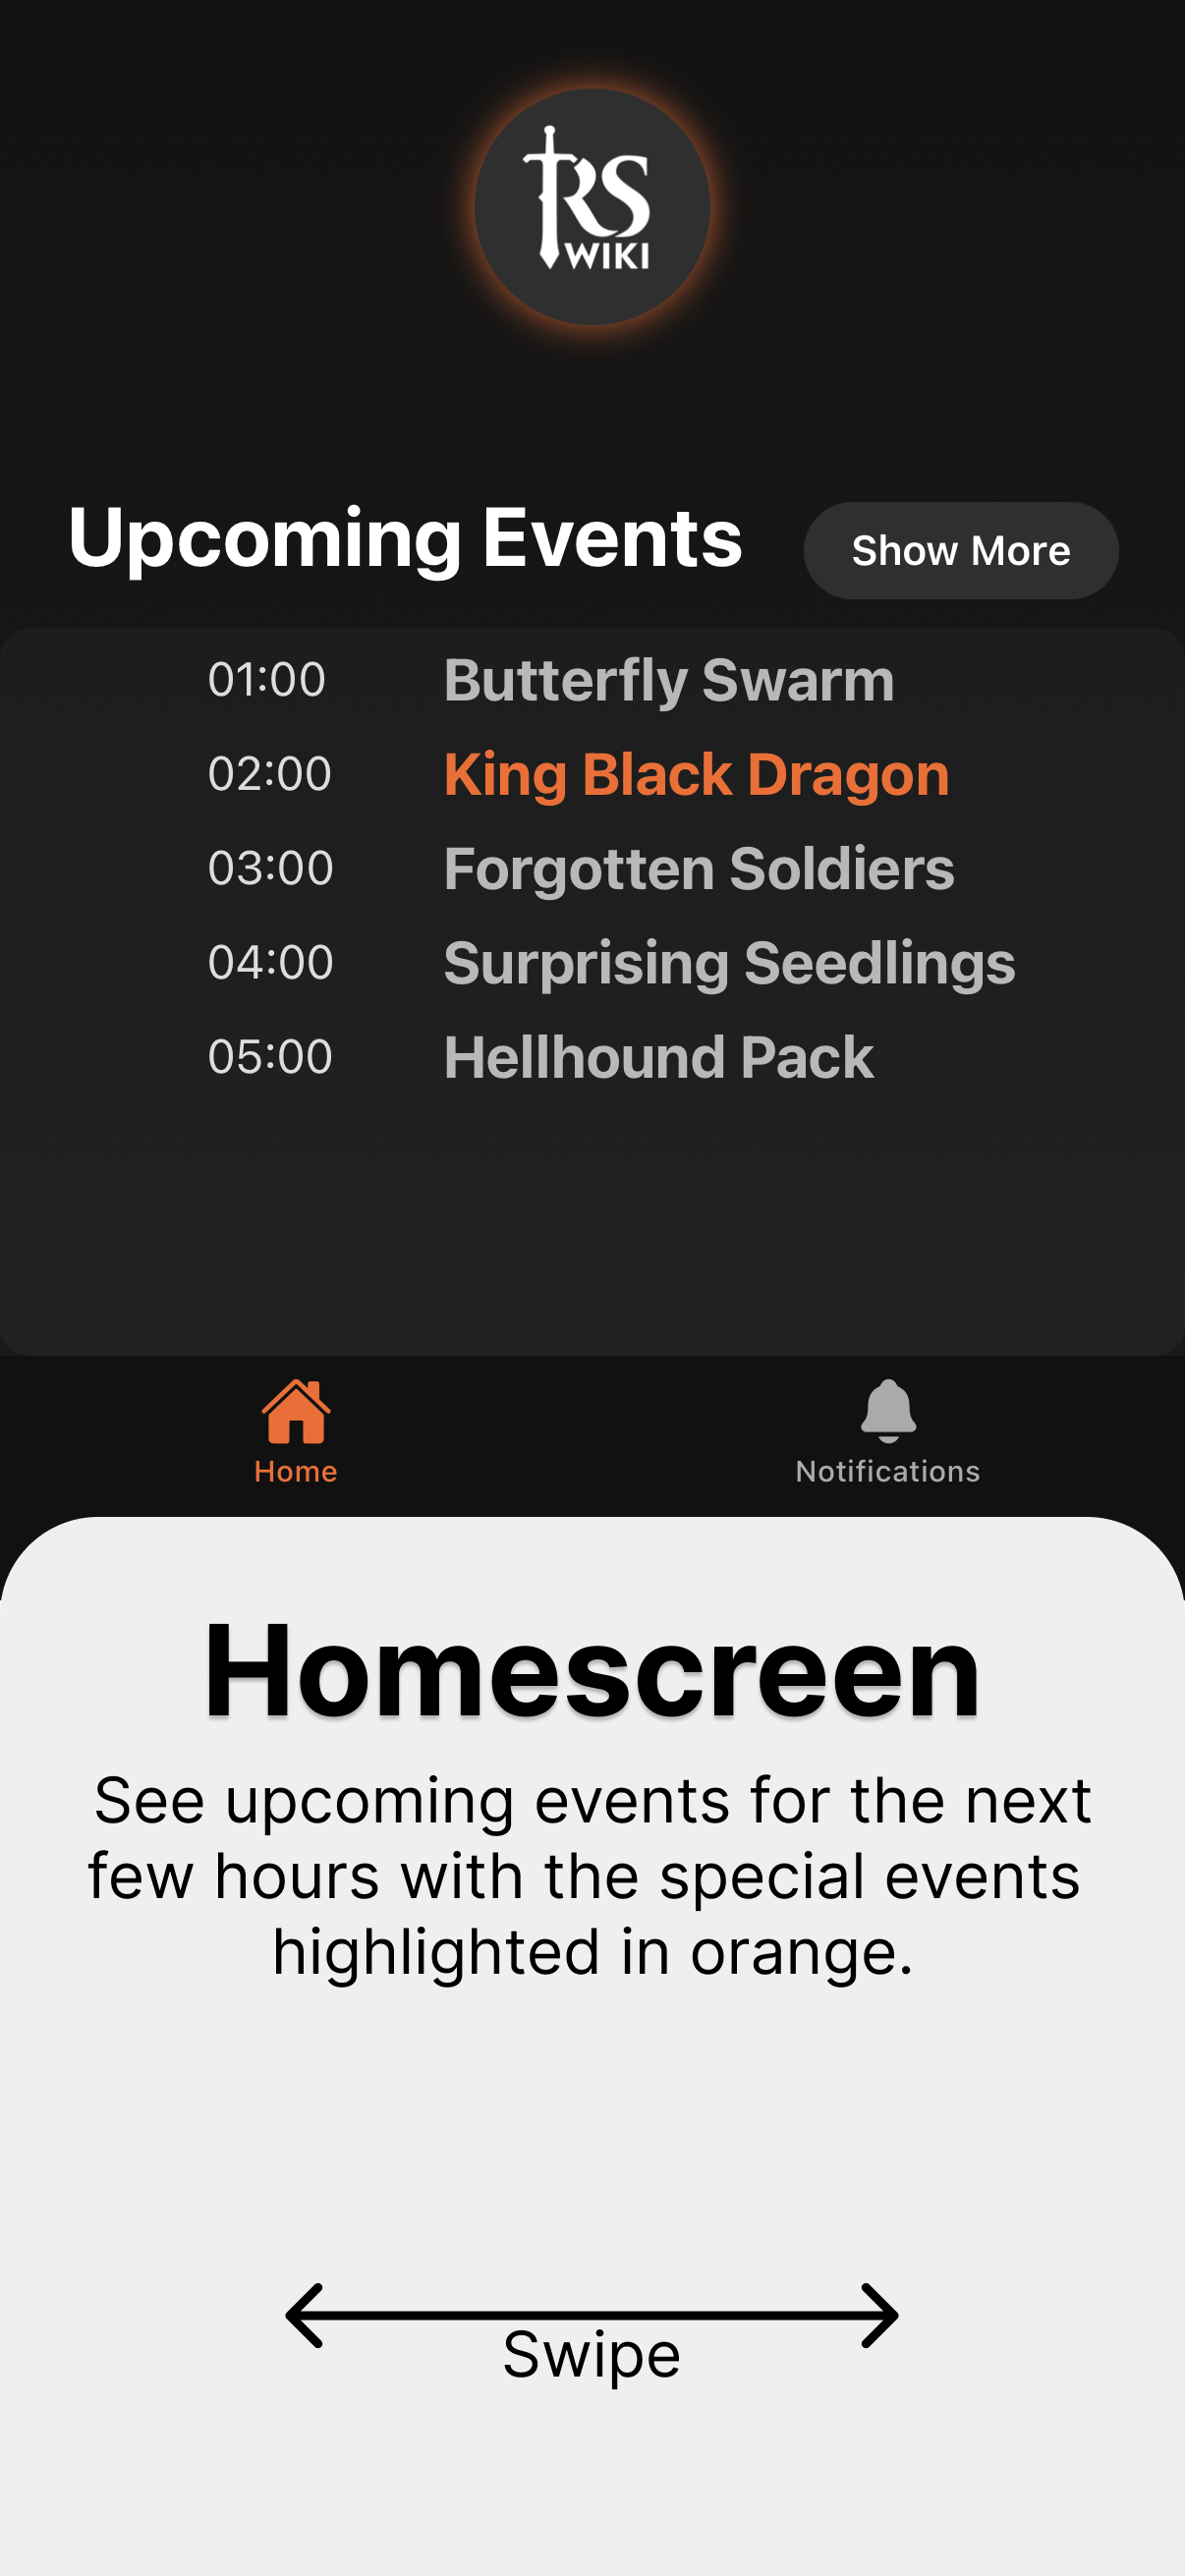 RS
WIKI
Upcoming Events
Show More
01:00 Butterfly Swarm
02:00 King Black Dragon
03:00 Forgotten Soldiers
04:00 Surprising Seedlings
05:00 Hellhound Pack
Home
Notifications
Homescreen
See upcoming events for the next
few hours with the special events
highlighted in orange.
Swipe